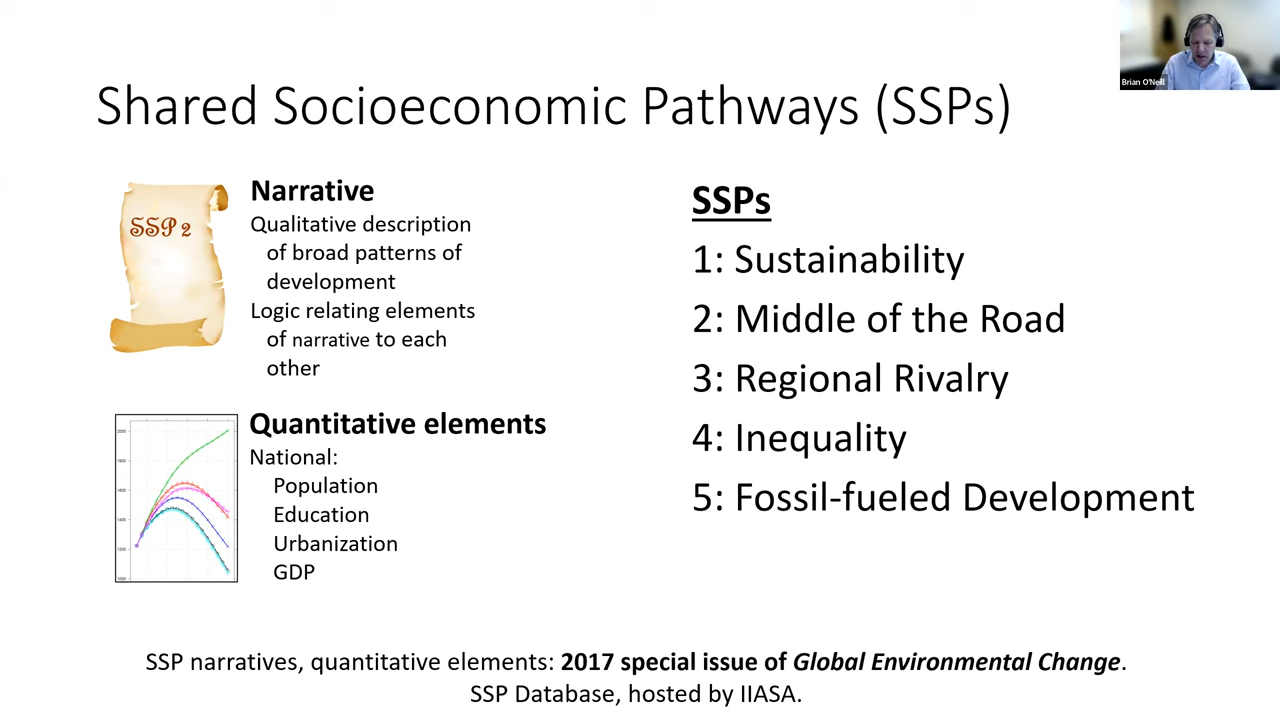 Brian O'Neill
Shared Socioeconomic Pathways (SSPs)
SSP 2
Narrative
Qualitative description
of broad patterns of
development
Logic relating elements
of narrative to each
other
Quantitative elements
National:
Population
Education
Urbanization
GDP
SSPs
1: Sustainability
2: Middle of the Road
3: Regional Rivalry
4: Inequality
5: Fossil-fueled Development
SSP narratives, quantitative elements: 2017 special issue of Global Environmental Change.
SSP Database, hosted by IIASA.